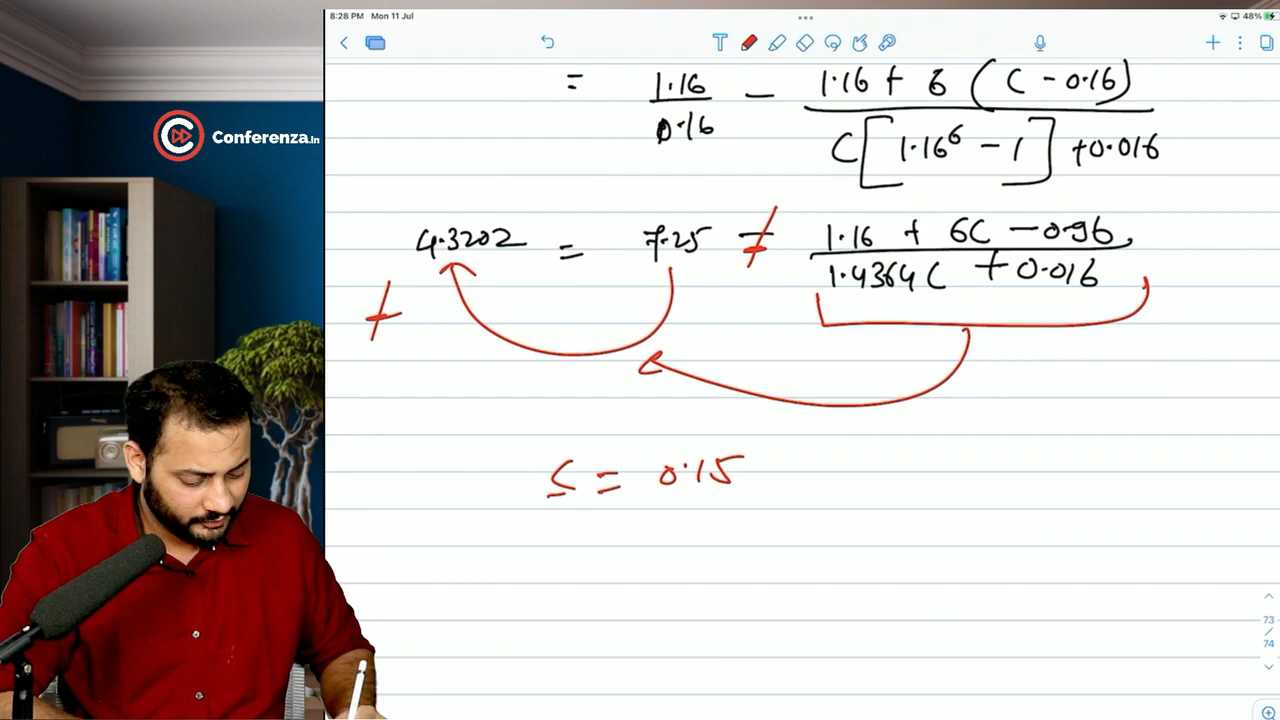 8:28 PM Mon 11 Jul
48%
Conferenza.in
= 1.16/0.16 - (1.16 + 6 (C - 0.16))/(C[1.16^6 - 1] + 0.016)
4.3202 = 7.25 - (1.16 + 6C - 0.96)/(1.4364C + 0.016)
C = 0.15
73
/
74